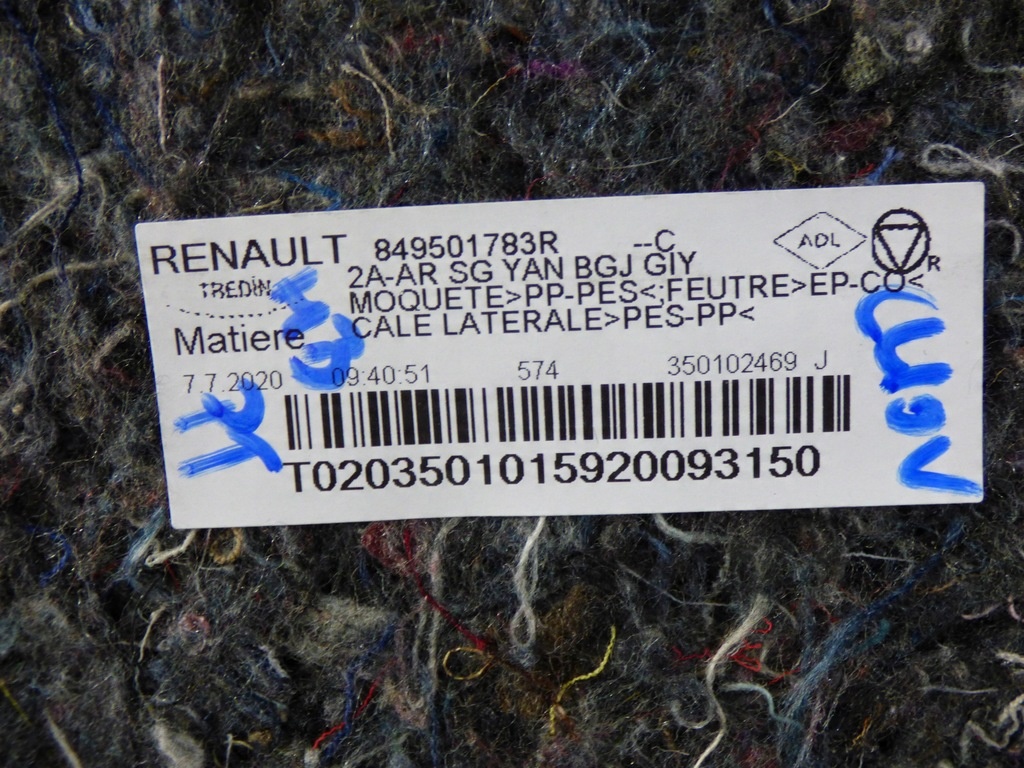 RENAULT 849501783R --C ADL
2A-AR SG YAN BGJ GIY R
TREDIN MOQUETE>PP-PES<;FEUTRE>EP-CO<
Matiere CALE LATERALE>PES-PP<
7.7.2020 09:40:51 574 350102469 J
T0203501015920093150